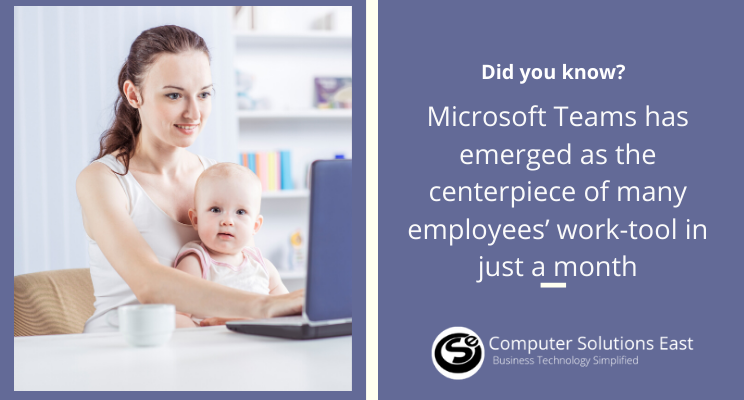 Did you know?
Microsoft Teams has
emerged as the
centerpiece of many
employees’ work-tool in
just a month
CSe
Computer Solutions East
Business Technology Simplified